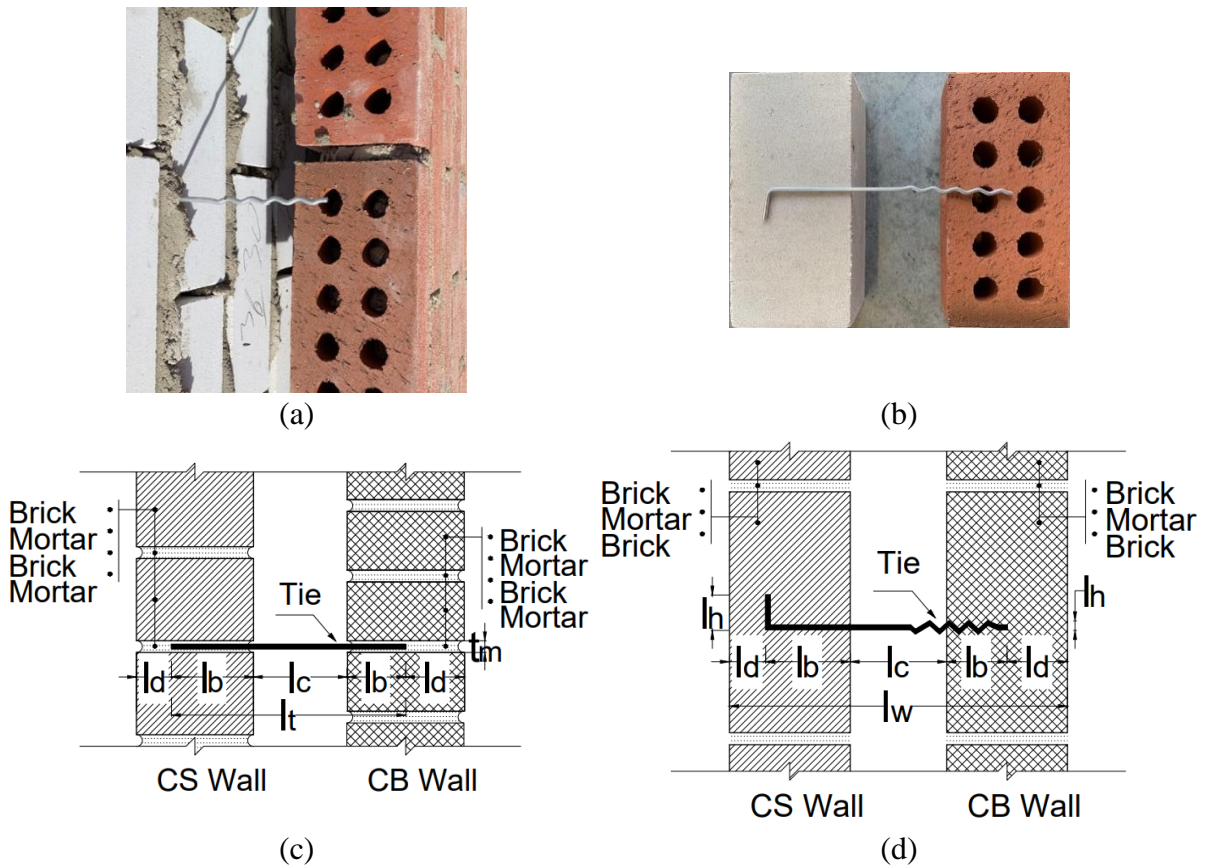 3630
(a)
(b)
Brick
Mortar
Brick
Mortar
Tie
Brick
Mortar
Brick
Mortar
tm
ld
lb
lc
lb
ld
lt
CS Wall
CB Wall
(c)
Brick
Mortar
Brick
Brick
Mortar
Brick
Tie
lh
lh
ld
lb
lc
lb
ld
lw
CS Wall
CB Wall
(d)